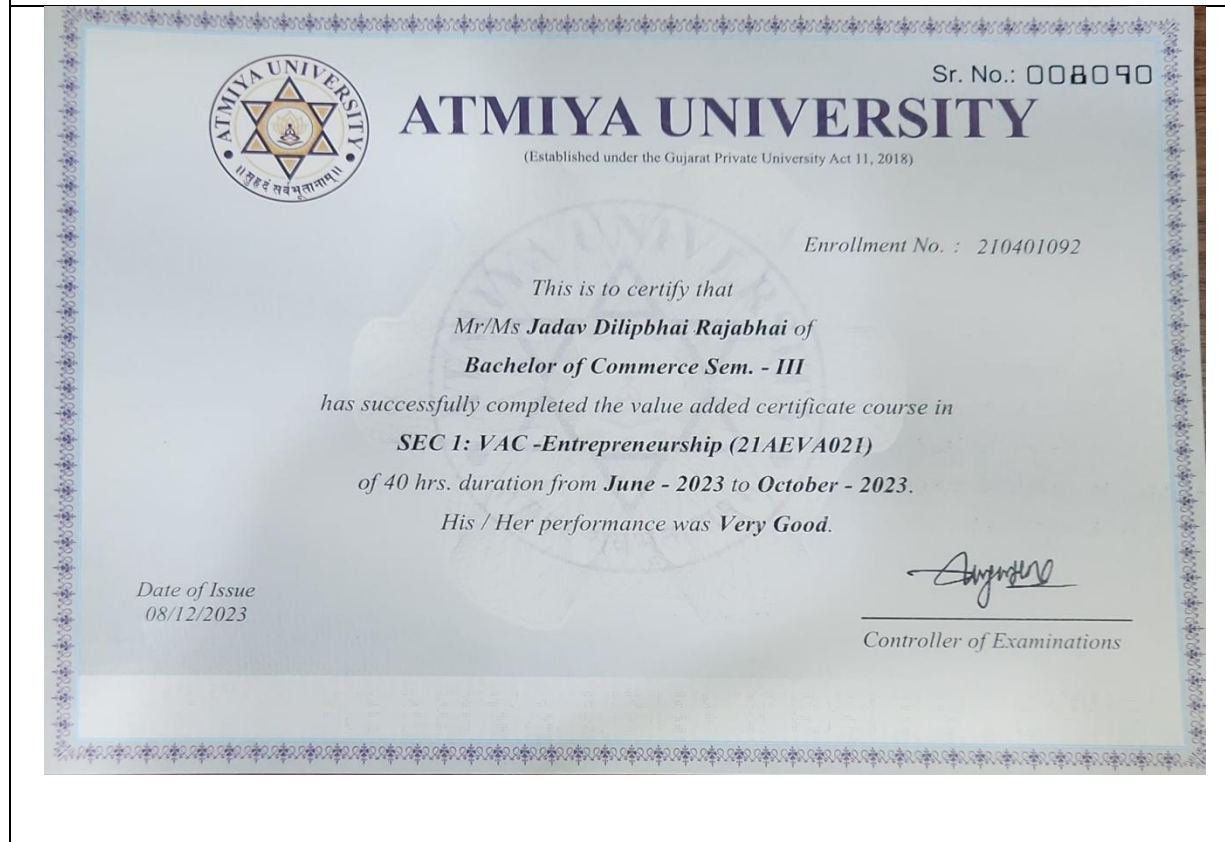 Sr. No.: 008090
ATMIYA UNIVERSITY
ATMIYA UNIVERSITY
॥ सुहृदं सर्वभूतानाम् ॥
(Established under the Gujarat Private University Act 11, 2018)
Enrollment No. : 210401092
This is to certify that
Mr/Ms Jadav Dilipbhai Rajabhai of
Bachelor of Commerce Sem. - III
has successfully completed the value added certificate course in
SEC 1: VAC -Entrepreneurship (21AEVA021)
of 40 hrs. duration from June - 2023 to October - 2023.
His / Her performance was Very Good.
Date of Issue
08/12/2023
Controller of Examinations